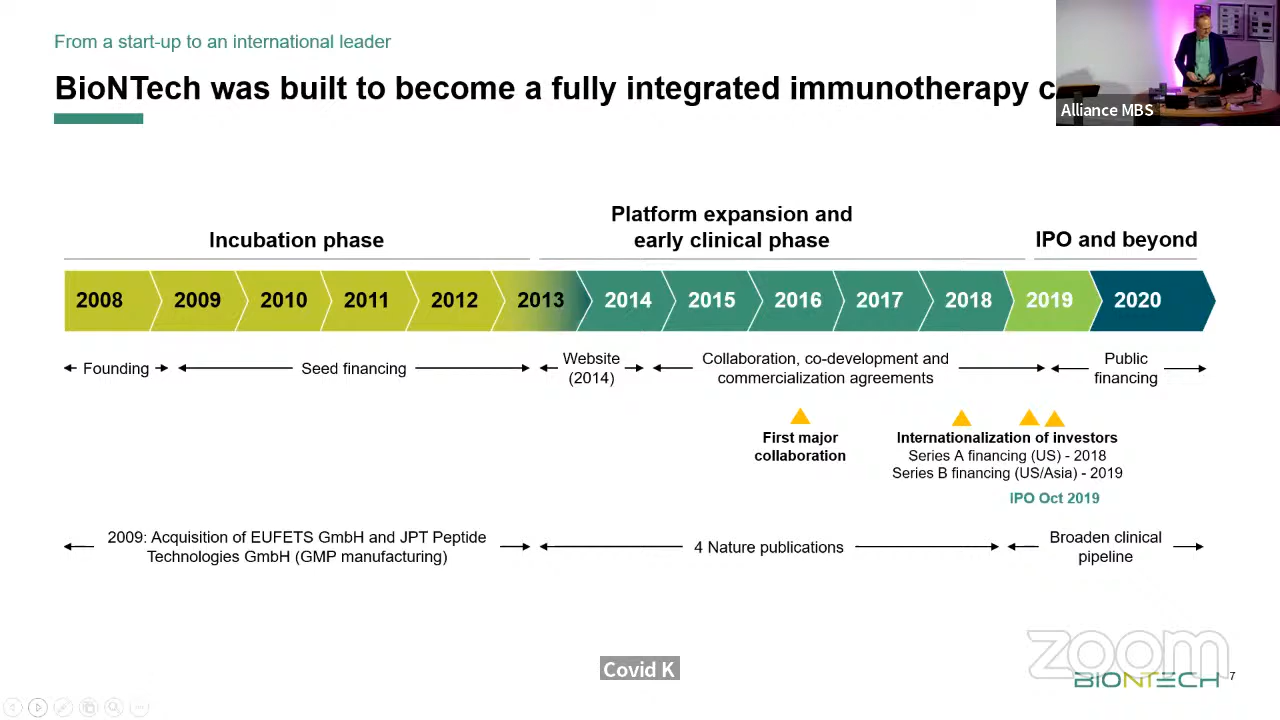 From a start-up to an international leader
BioNTech was built to become a fully integrated immunotherapy c
Alliance MBS
Incubation phase
Platform expansion and
early clinical phase
IPO and beyond
2008 2009 2010 2011 2012 2013 2014 2015 2016 2017 2018 2019 2020
Founding
Seed financing
Website
(2014)
Collaboration, co-development and
commercialization agreements
Public
financing
First major
collaboration
Internationalization of investors
Series A financing (US) - 2018
Series B financing (US/Asia) - 2019
IPO Oct 2019
2009: Acquisition of EUFETS GmbH and JPT Peptide
Technologies GmbH (GMP manufacturing)
4 Nature publications
Broaden clinical
pipeline
Covid K
zoom
BIONTECH
7